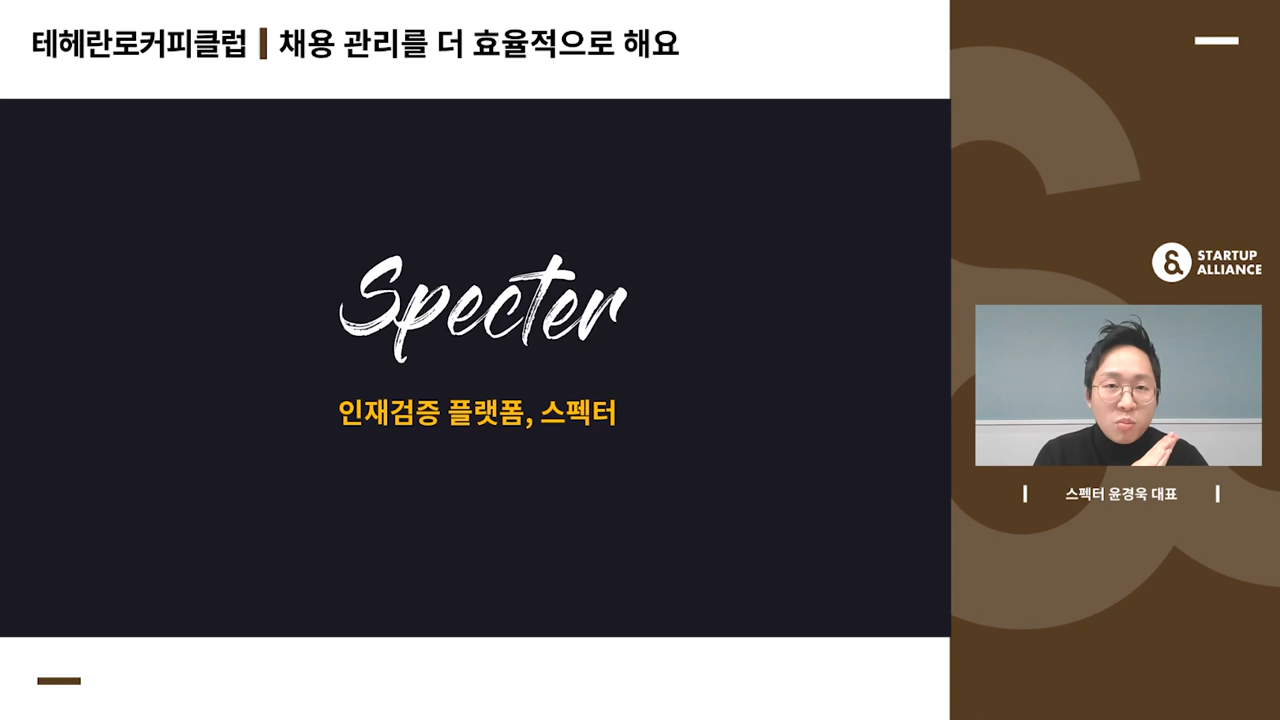 테헤란로커피클럽 | 채용 관리를 더 효율적으로 해요
Specter
인재검증 플랫폼, 스펙터
STARTUP
ALLIANCE
스펙터 윤경욱 대표